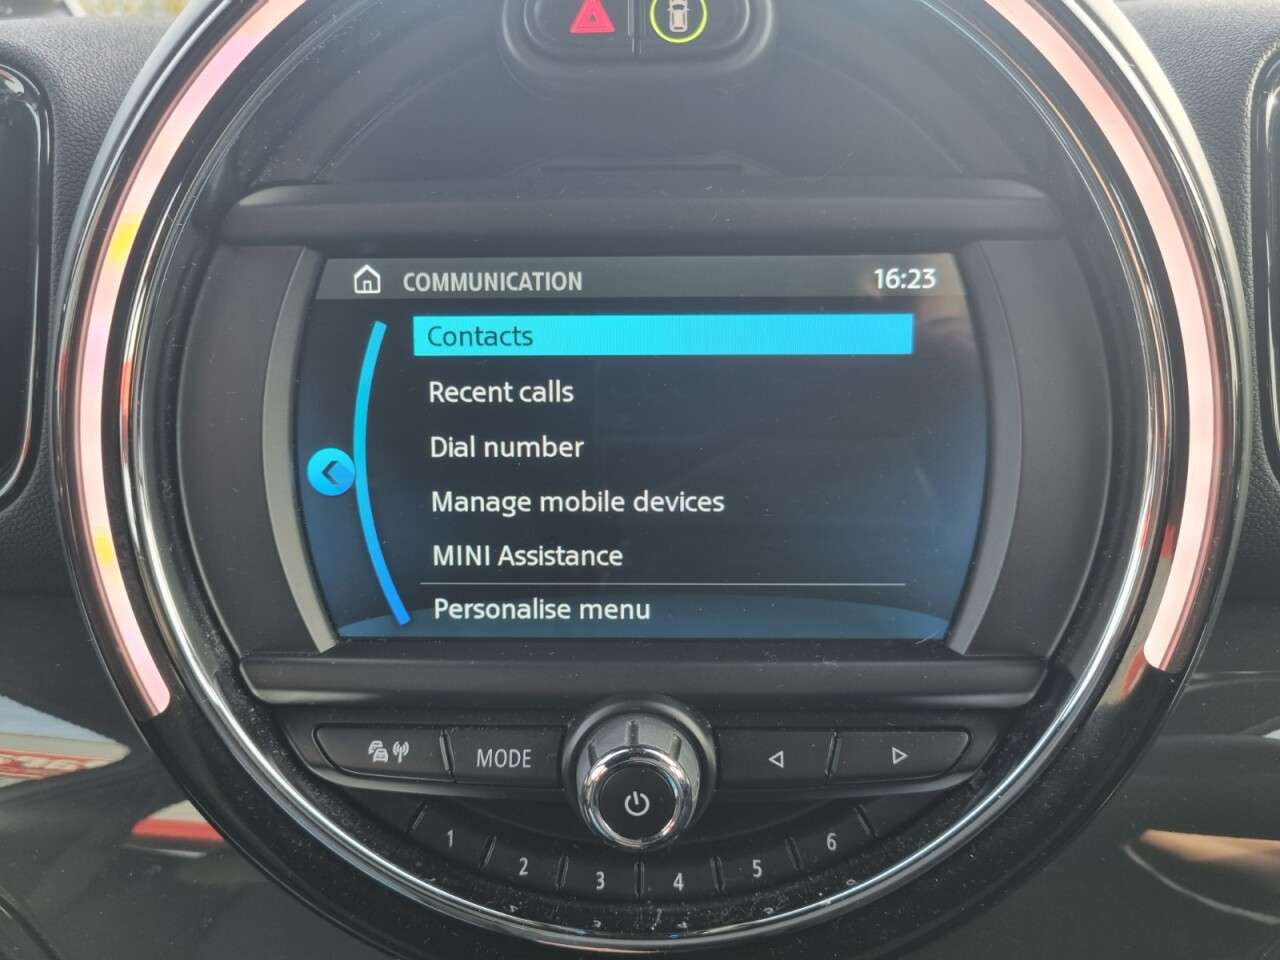 COMMUNICATION 16:23
Contacts
Recent calls
Dial number
Manage mobile devices
MINI Assistance
Personalise menu
MODE
1 2 3 4 5 6